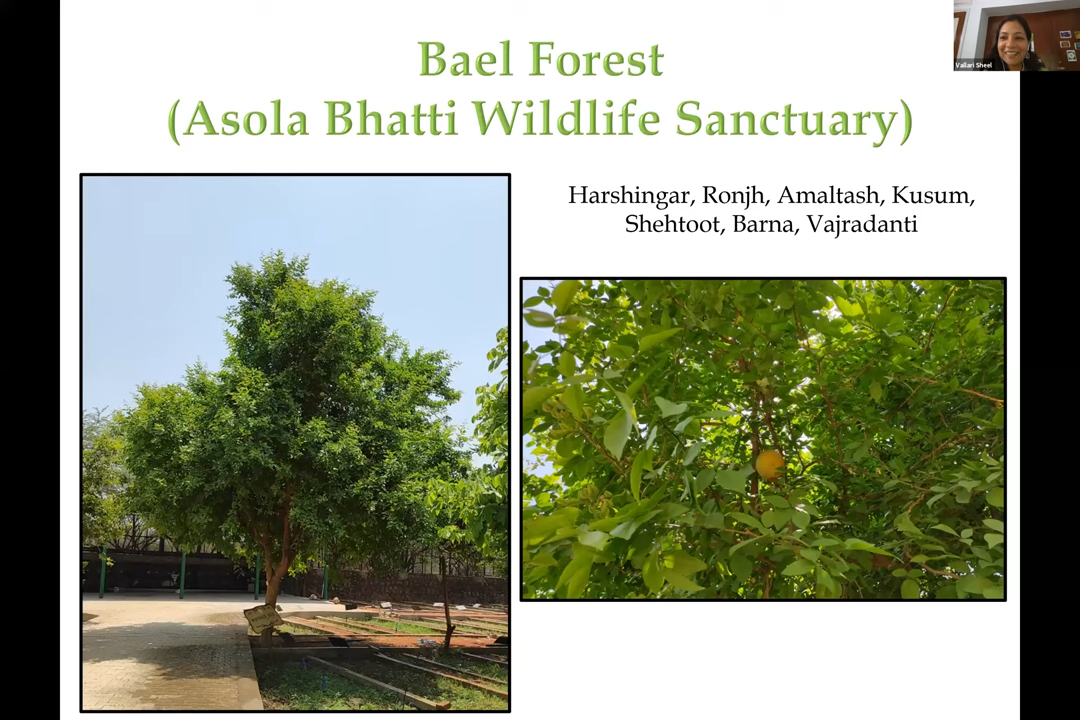 Bael Forest
(Asola Bhatti Wildlife Sanctuary)
Harshingar, Ronjh, Amaltash, Kusum,
Shehtoot, Barna, Vajradanti
Vallari Sheel